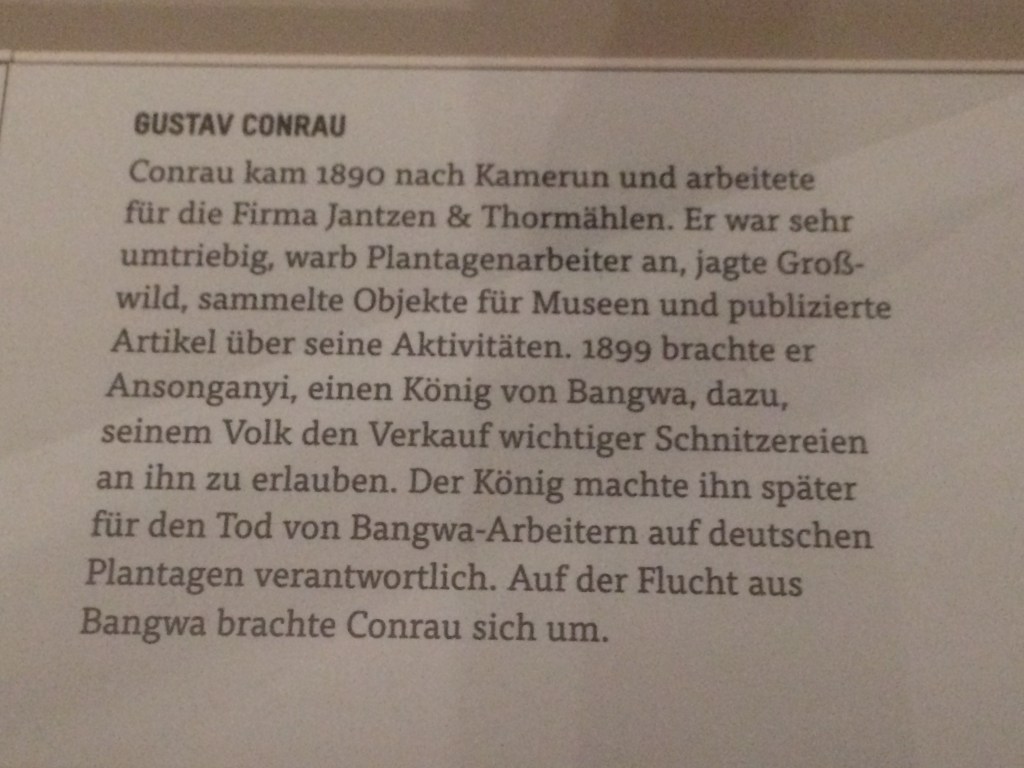 GUSTAV CONRAU
Conrau kam 1890 nach Kamerun und arbeitete
für die Firma Jantzen & Thormählen. Er war sehr
umtriebig, warb Plantagenarbeiter an, jagte Groß-
wild, sammelte Objekte für Museen und publizierte
Artikel über seine Aktivitäten. 1899 brachte er
Ansonganyi, einen König von Bangwa, dazu,
seinem Volk den Verkauf wichtiger Schnitzereien
an ihn zu erlauben. Der König machte ihn später
für den Tod von Bangwa-Arbeitern auf deutschen
Plantagen verantwortlich. Auf der Flucht aus
Bangwa brachte Conrau sich um.